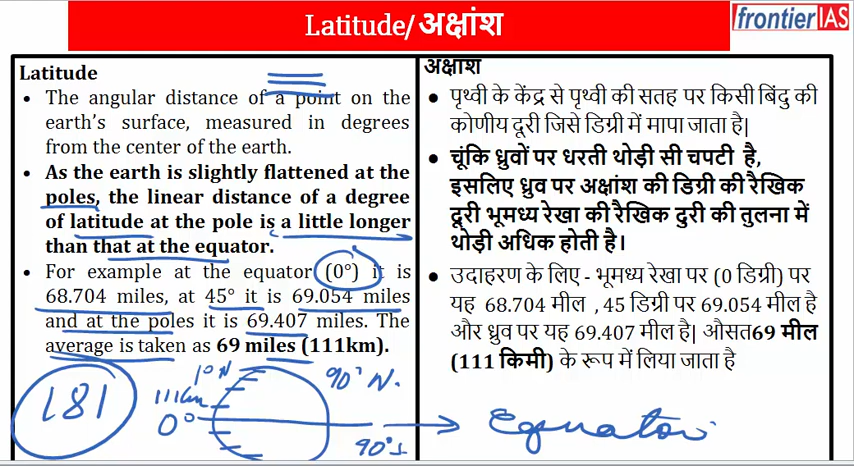 Latitude/अक्षांश
frontier IAS
Latitude
• The angular distance of a point on the
earth's surface, measured in degrees
from the center of the earth.
• As the earth is slightly flattened at the
poles, the linear distance of a degree
of latitude at the pole is a little longer
than that at the equator.
• For example at the equator (0°) it is
68.704 miles, at 45° it is 69.054 miles
and at the poles it is 69.407 miles. The
average is taken as 69 miles (111km).
181
1°N
111km
0°
90° N.
90°s
Equator
अक्षांश
• पृथ्वी के केंद्र से पृथ्वी की सतह पर किसी बिंदु की
कोणीय दूरी जिसे डिग्री में मापा जाता है|
• चूंकि ध्रुवों पर धरती थोड़ी सी चपटी है,
इसलिए ध्रुव पर अक्षांश की डिग्री की रैखिक
दूरी भूमध्य रेखा की रैखिक दुरी की तुलना में
थोड़ी अधिक होती है।
• उदाहरण के लिए - भूमध्य रेखा पर (0 डिग्री) पर
यह 68.704 मील , 45 डिग्री पर 69.054 मील है
और ध्रुव पर यह 69.407 मील है| औसत 69 मील
(111 किमी) के रूप में लिया जाता है